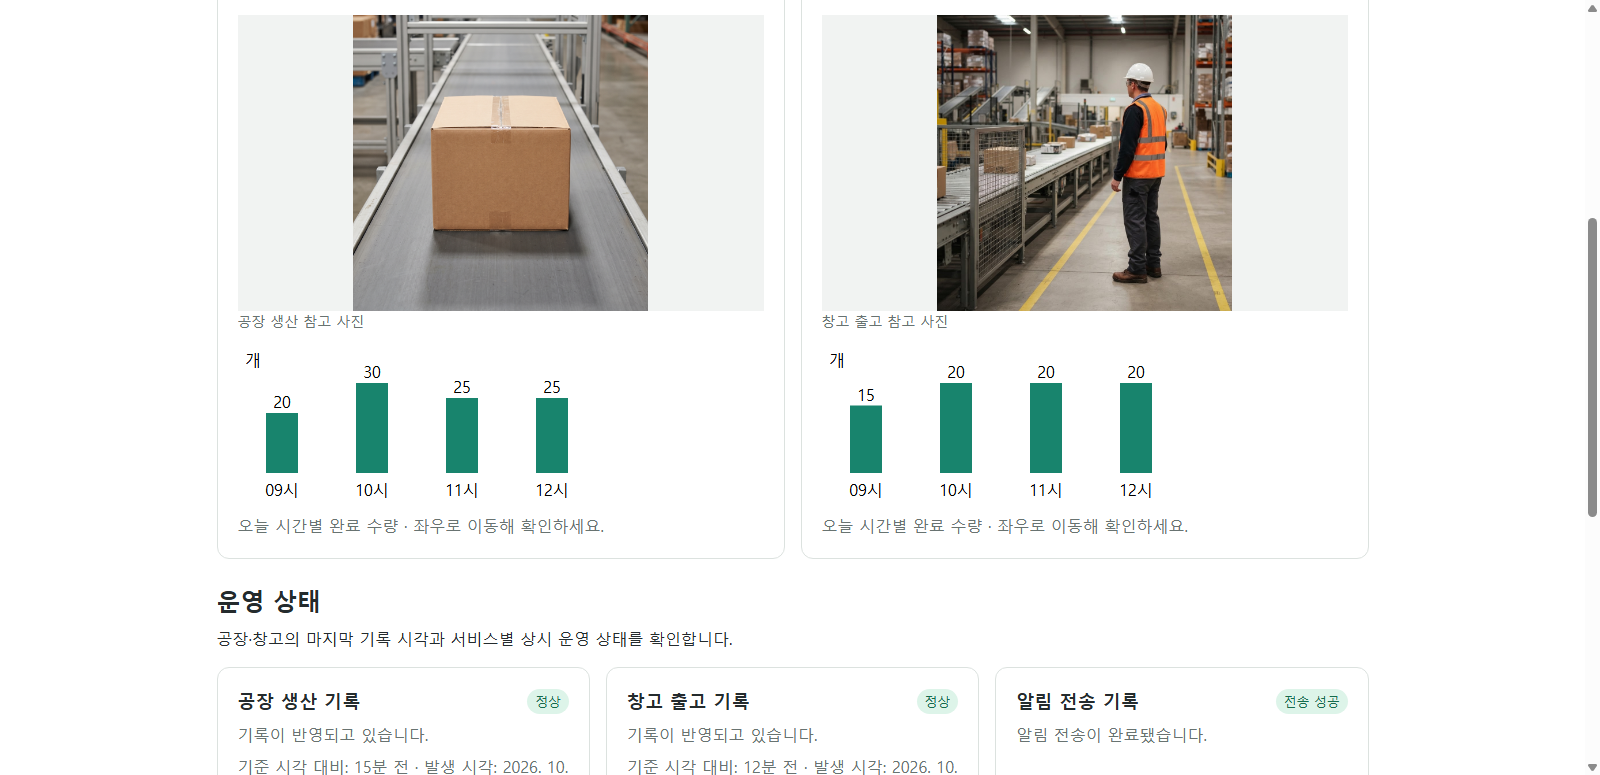 공장 생산 참고 사진
개
20
30
25
25
09시
10시
11시
12시
오늘 시간별 완료 수량 · 좌우로 이동해 확인하세요.
창고 출고 참고 사진
개
15
20
20
20
09시
10시
11시
12시
오늘 시간별 완료 수량 · 좌우로 이동해 확인하세요.
운영 상태
공장·창고의 마지막 기록 시각과 서비스별 상시 운영 상태를 확인합니다.
공장 생산 기록
정상
기록이 반영되고 있습니다.
기준 시각 대비: 15분 전 · 발생 시각: 2026. 10.
창고 출고 기록
정상
기록이 반영되고 있습니다.
기준 시각 대비: 12분 전 · 발생 시각: 2026. 10.
알림 전송 기록
전송 성공
알림 전송이 완료됐습니다.